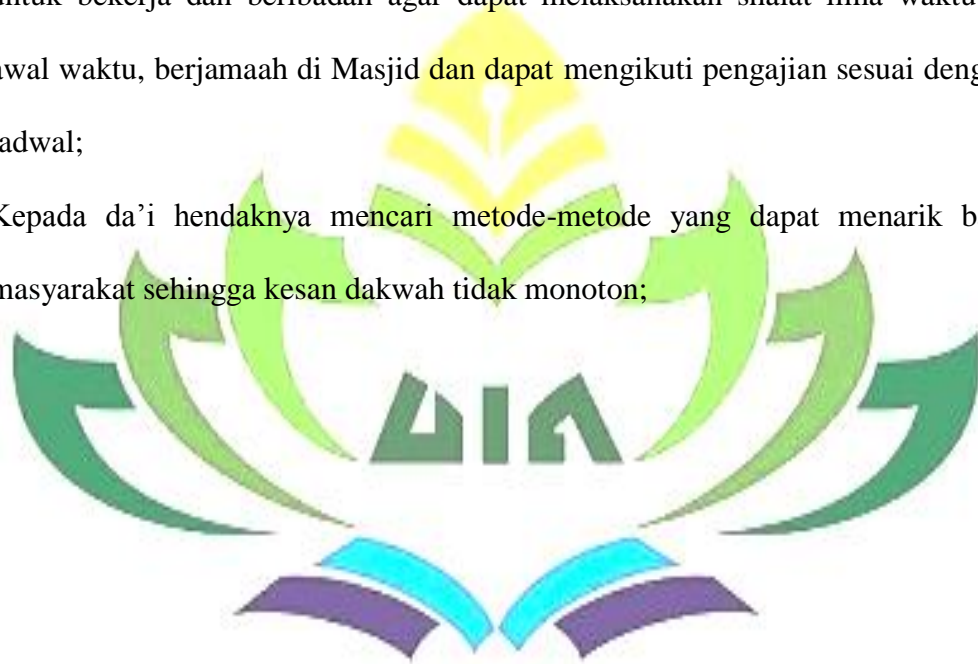 untuk bekerja dan beribadah agar dapat melaksanakan shalat lima waktu
awal waktu, berjamaah di Masjid dan dapat mengikuti pengajian sesuai deng
adwal;
Kepada da’i hendaknya mencari metode-metode yang dapat menarik b
masyarakat sehingga kesan dakwah tidak monoton;
UIN